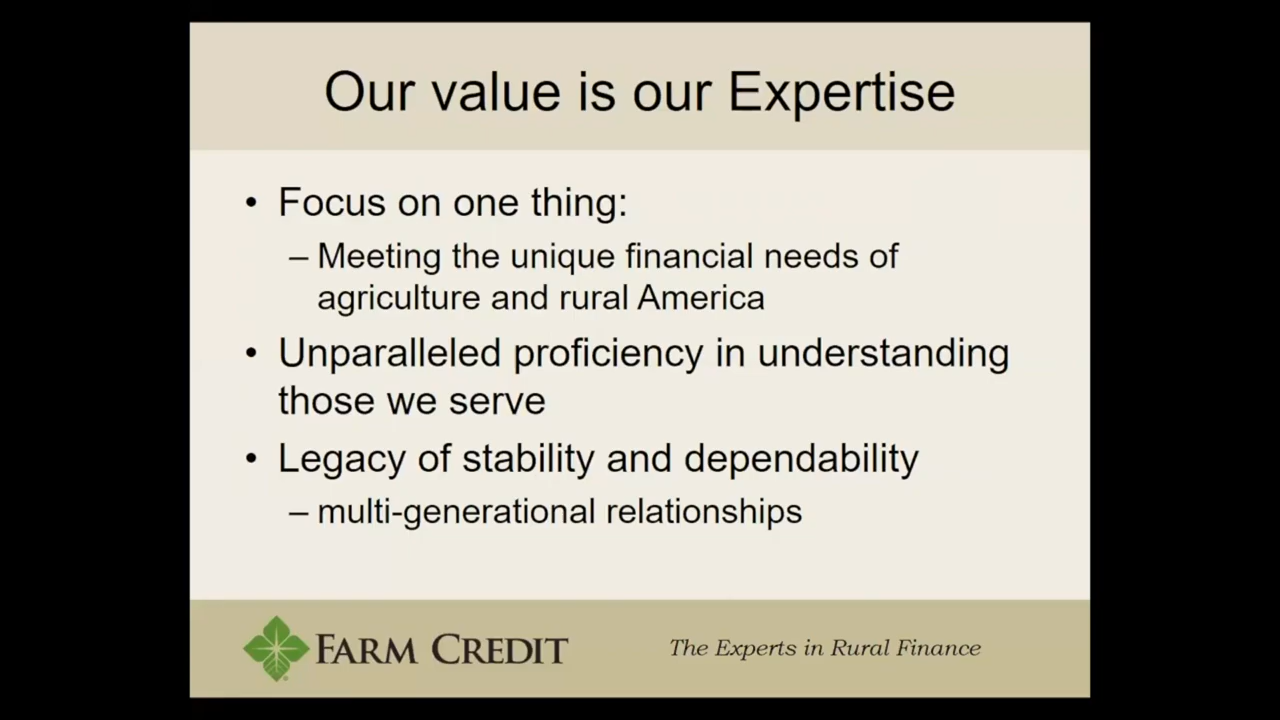 Our value is our Expertise
• Focus on one thing:
– Meeting the unique financial needs of
agriculture and rural America
• Unparalleled proficiency in understanding
those we serve
• Legacy of stability and dependability
– multi-generational relationships
FARM CREDIT
The Experts in Rural Finance